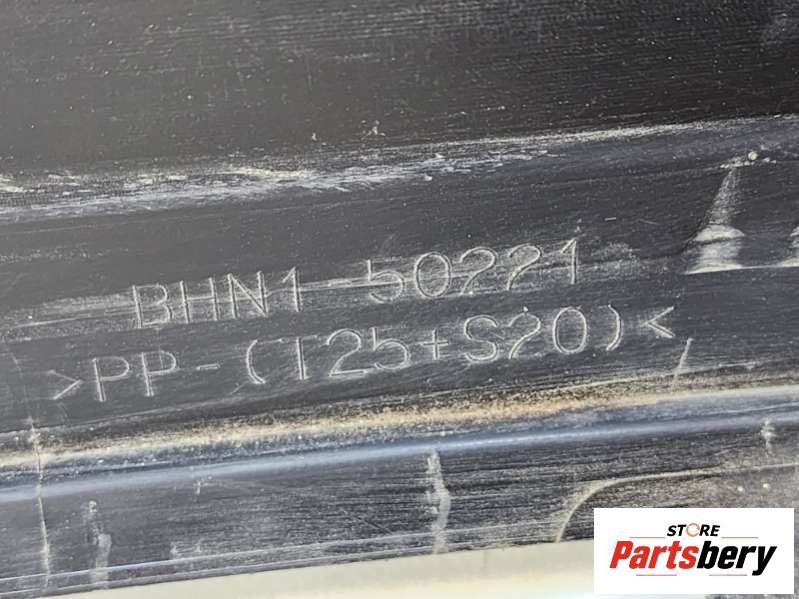 BHN1 50221
>PP-(T25+S20)<
STORE
Partsbery